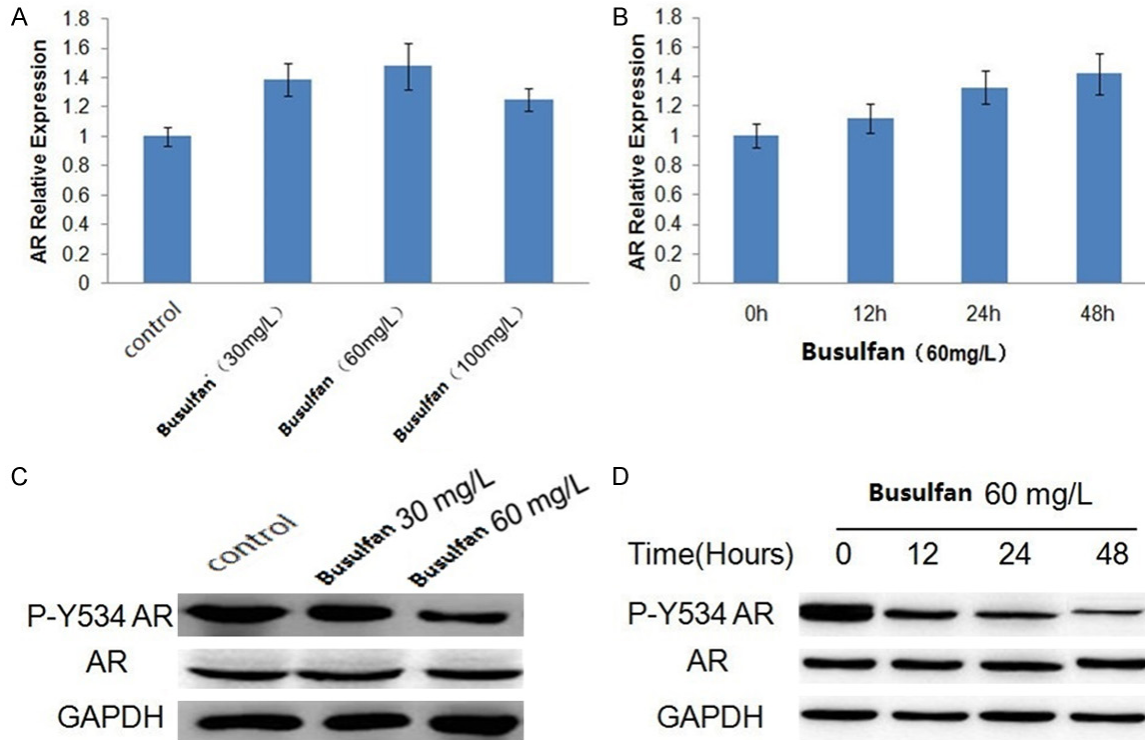 A
AR Relative Expression
1.8
1.6
1.4
1.2
1
0.8
0.6
0.4
0.2
0
control
Busulfan（30mg/L）
Busulfan（60mg/L）
Busulfan（100mg/L）
B
AR Relative Expression
1.8
1.6
1.4
1.2
1
0.8
0.6
0.4
0.2
0
0h 12h 24h 48h
Busulfan（60mg/L）
C
control Busulfan 30 mg/L Busulfan 60 mg/L
P-Y534 AR
AR
GAPDH
D
Busulfan 60 mg/L
Time(Hours) 0 12 24 48
P-Y534 AR
AR
GAPDH